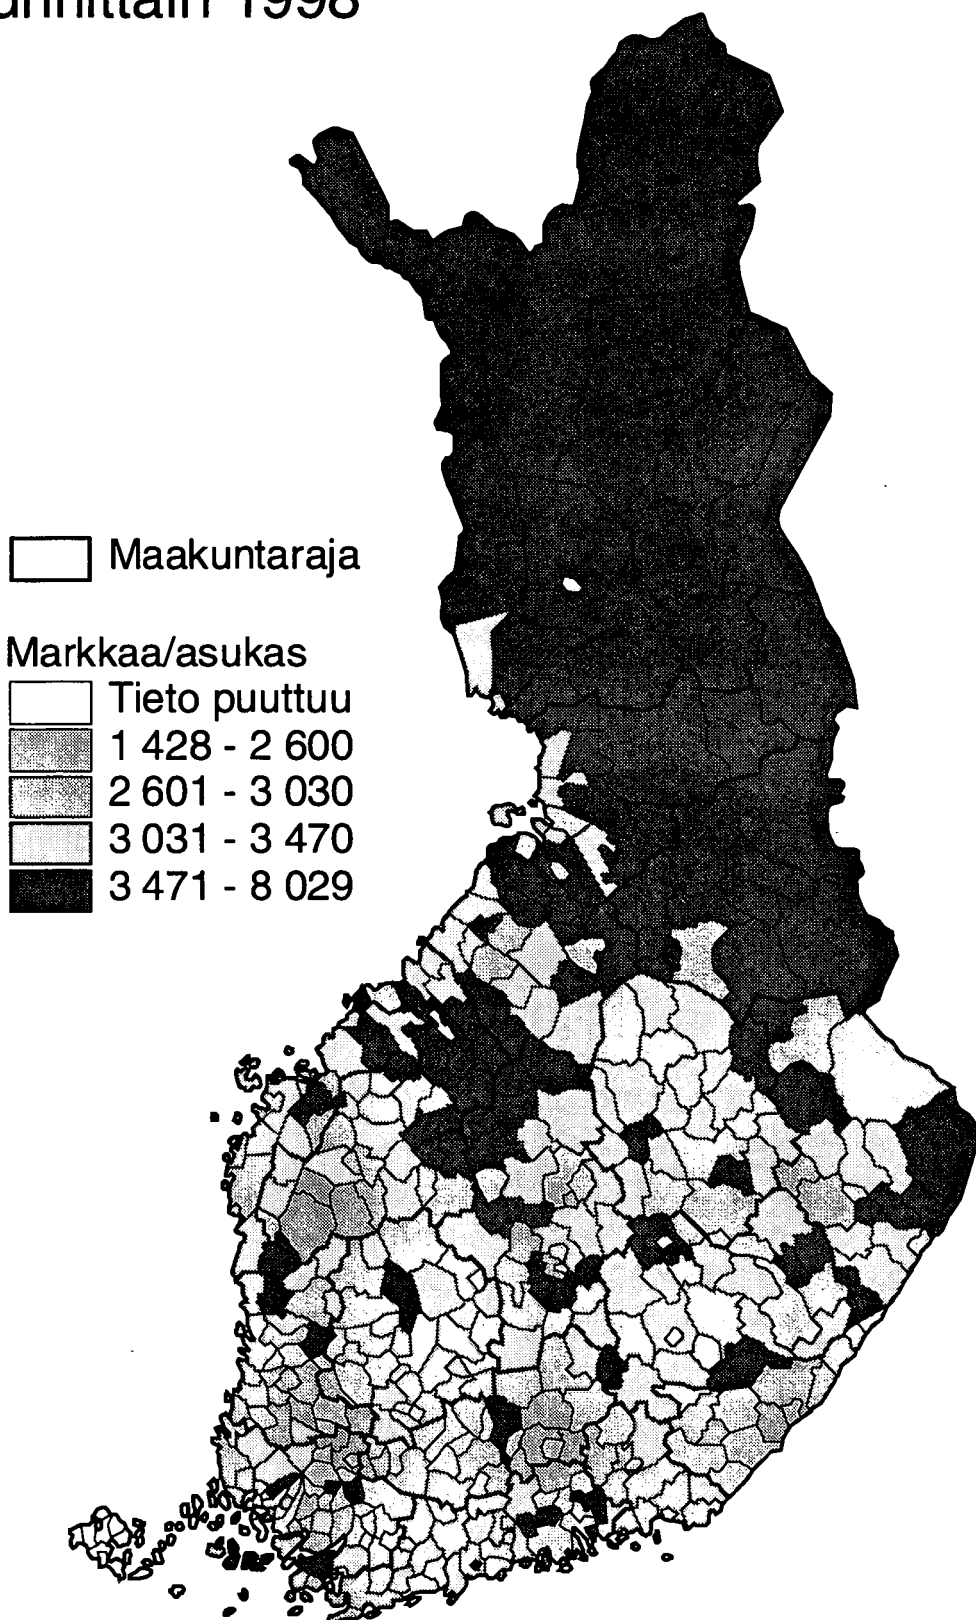 1998
Maakuntaraja
Markkaa/asukas
Tieto puuttuu
1 428 - 2 600
2 601 - 3 030
3 031 - 3 470
3 471 - 8 029